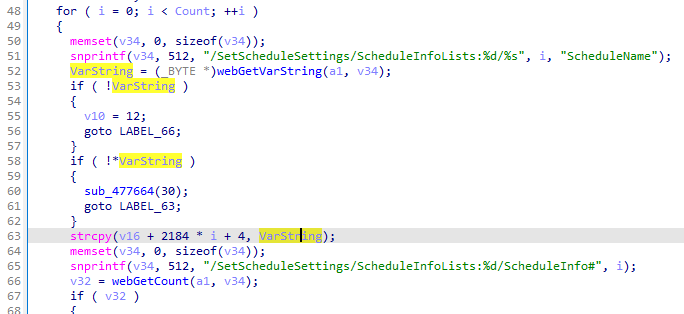 48 for ( i = 0; i < Count; ++i )
49 {
50 memset(v34, 0, sizeof(v34));
51 snprintf(v34, 512, "/SetScheduleSettings/ScheduleInfoLists:%d/%s", i, "ScheduleName");
52 VarString = (_BYTE *)webGetVarString(a1, v34);
53 if ( !VarString )
54 {
55 v10 = 12;
56 goto LABEL_66;
57 }
58 if ( !*VarString )
59 {
60 sub_477664(30);
61 goto LABEL_63;
62 }
63 strcpy(v16 + 2184 * i + 4, VarString);
64 memset(v34, 0, sizeof(v34));
65 snprintf(v34, 512, "/SetScheduleSettings/ScheduleInfoLists:%d/ScheduleInfo#", i);
66 v32 = webGetCount(a1, v34);
67 if ( v32 )
68 {